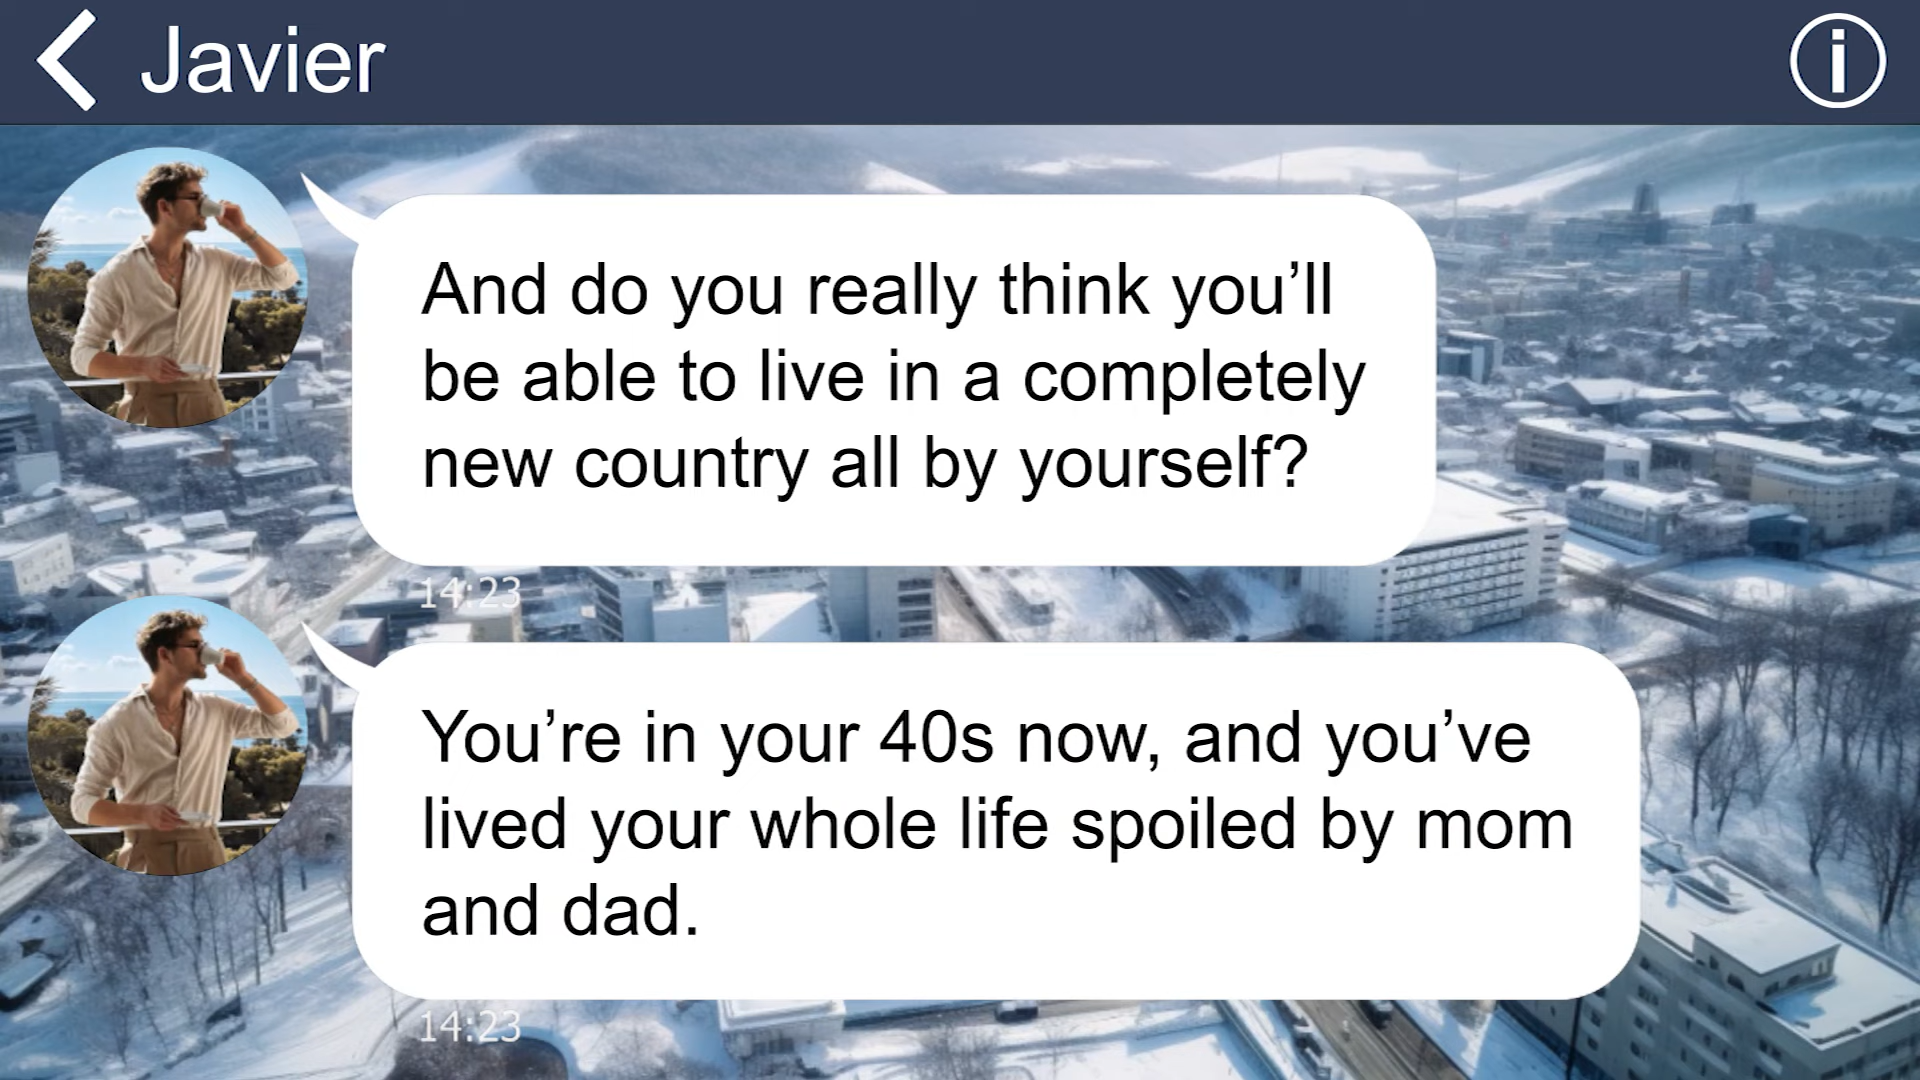 Javier
And do you really think you’ll
be able to live in a completely
new country all by yourself?
14:23
You’re in your 40s now, and you’ve
lived your whole life spoiled by mom
and dad.
14:23